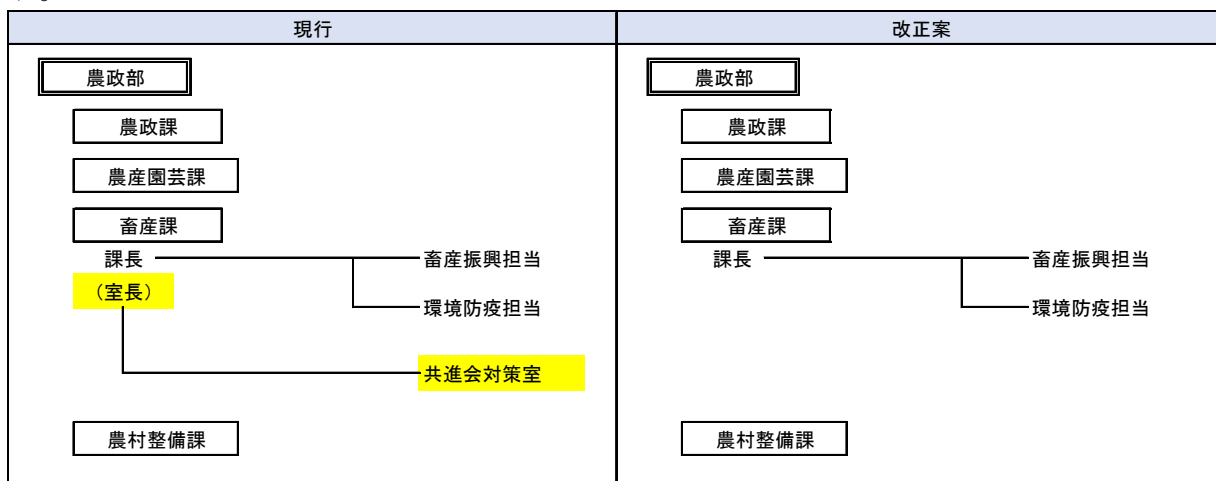 現行
農政部
農政課
農産園芸課
畜産課
課長
畜産振興担当
(室長)
環境防疫担当
共進会対策室
農村整備課
改正案
農政部
農政課
農産園芸課
畜産課
課長
畜産振興担当
環境防疫担当
農村整備課